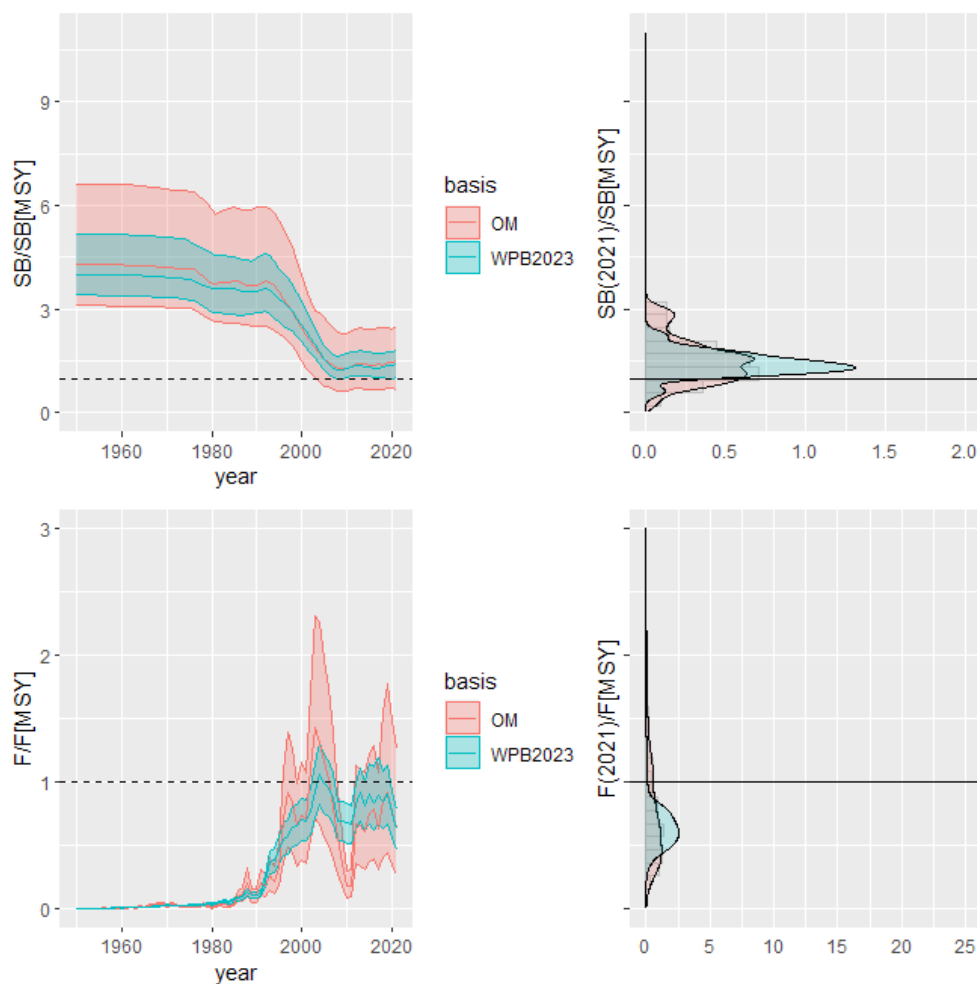 SB/SB[MSY]
9
6
3
0
1960
1980
2000
2020
year
basis
OM
WPB2023
SB(2021)/SB[MSY]
0.0
0.5
1.0
1.5
2.0
F/F[MSY]
3
2
1
0
1960
1980
2000
2020
year
basis
OM
WPB2023
F(2021)/F[MSY]
0
5
10
15
20
25